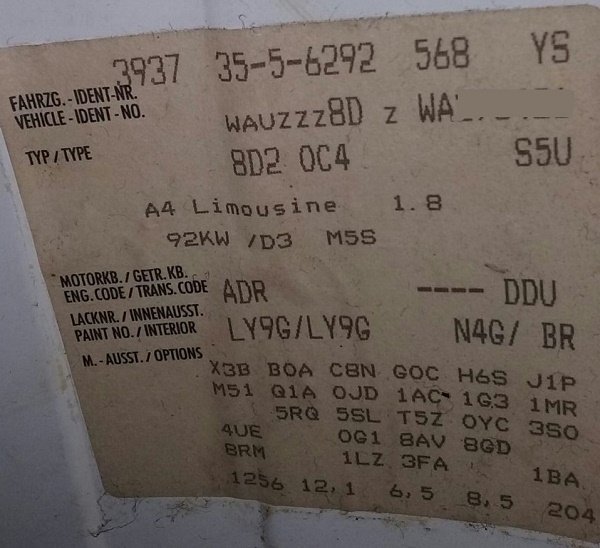 3937 35-5-6292 568 YS
FAHRZG.-IDENT-NR.
VEHICLE-IDENT-NO. WAUZZZ8D Z WA
TYP/TYPE 8D2 0C4 S5U
A4 Limousine 1.8
92KW /D3 M5S
MOTORKB./GETR.KB.
ENG.CODE/TRANS.CODE ADR ---- DDU
LACKNR./INNENAUSST.
PAINT NO./INTERIOR LY9G/LY9G N4G/ BR
M.-AUSST./OPTIONS
X3B B0A C8N G0C H6S J1P
M51 Q1A 0JD 1AC 1G3 1MR
5RQ 5SL T5Z 0YC 3S0
4UE 0G1 8AV 8GD
8RM 1LZ 3FA 1BA
1256 12,1 6,5 8,5 204